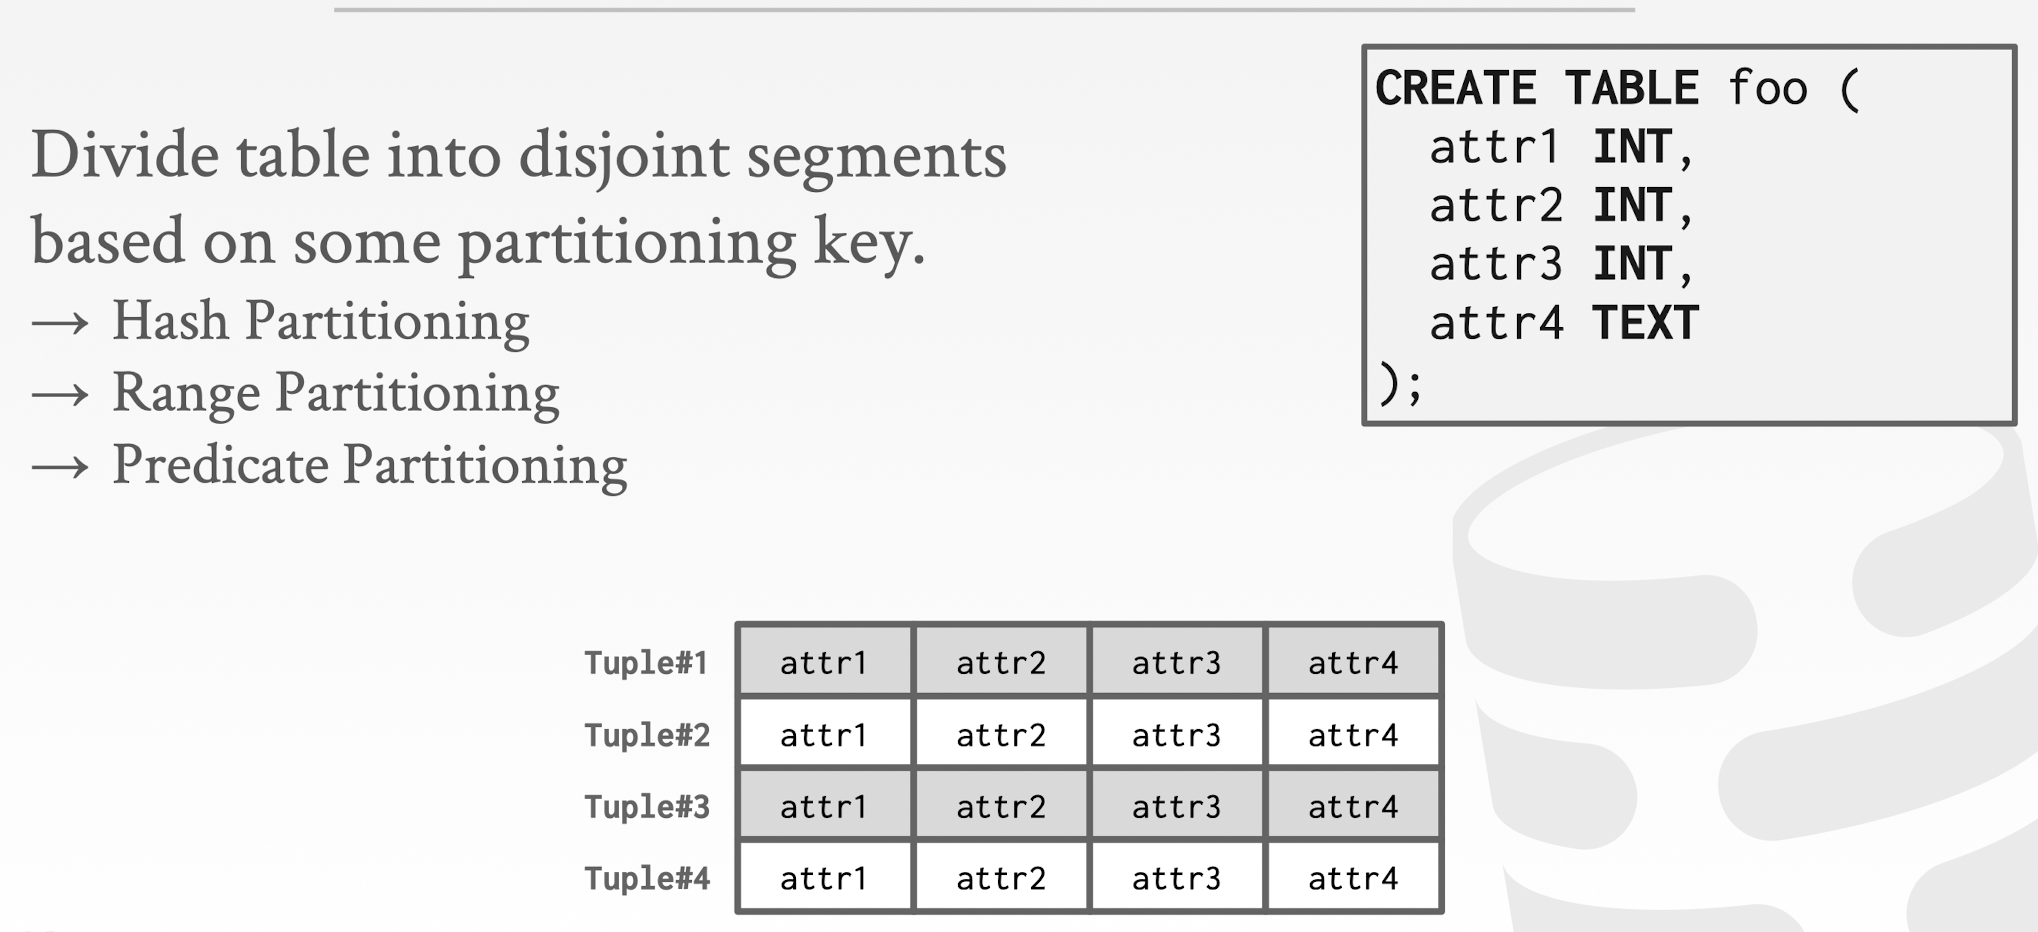 Divide table into disjoint segments
based on some partitioning key.
→ Hash Partitioning
→ Range Partitioning
→ Predicate Partitioning
CREATE TABLE foo (
  attr1 INT,
  attr2 INT,
  attr3 INT,
  attr4 TEXT
);
Tuple#1 attr1 attr2 attr3 attr4
Tuple#2 attr1 attr2 attr3 attr4
Tuple#3 attr1 attr2 attr3 attr4
Tuple#4 attr1 attr2 attr3 attr4